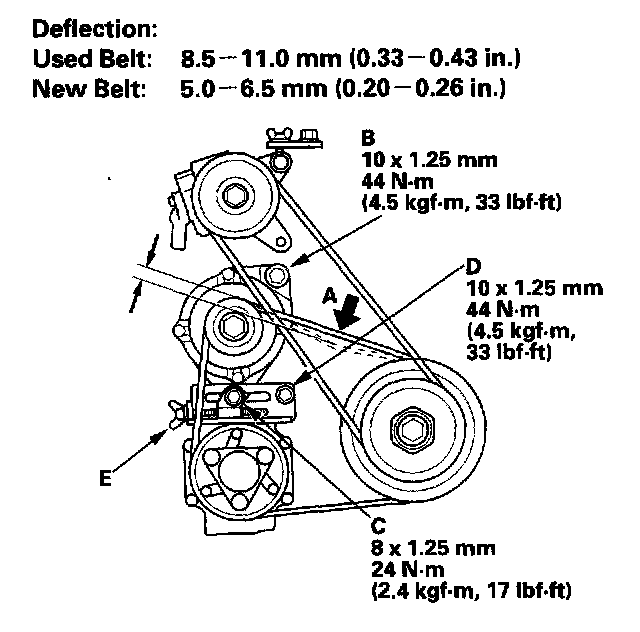 Deflection:
Used Belt: 8.5—11.0 mm (0.33—0.43 in.)
New Belt: 5.0—6.5 mm (0.20—0.26 in.)
B
10 x 1.25 mm
44 N·m
(4.5 kgf·m, 33 lbf·ft)
D
10 x 1.25 mm
44 N·m
(4.5 kgf·m,
33 lbf·ft)
A
E
C
8 x 1.25 mm
24 N·m
(2.4 kgf·m, 17 lbf·ft)